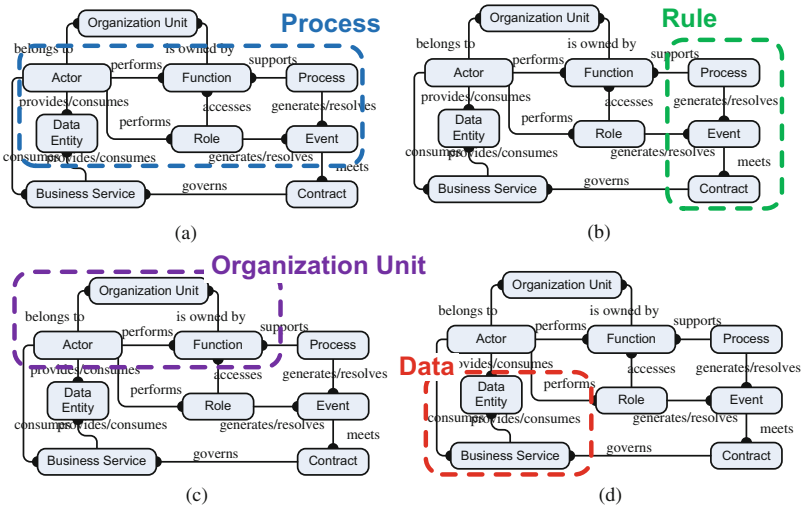 Organization Unit
Process
belongs to
is owned by
supports
Actor
performs
Function
Process
provides/consumes
accesses
generates/resolves
Data
Entity
performs
Role
Event
consumes
provides/consumes
generates/resolves
meets
Business Service
governs
Contract
(a)
Organization Unit
Rule
belongs to
is owned by
supports
Actor
performs
Function
Process
provides/consumes
accesses
generates/resolves
Data
Entity
performs
Role
Event
consumes
provides/consumes
generates/resolves
meets
Business Service
governs
Contract
(b)
Organization Unit
Organization Unit
belongs to
is owned by
supports
Actor
performs
Function
Process
provides/consumes
accesses
generates/resolves
Data
Entity
performs
Role
Event
consumes
provides/consumes
generates/resolves
meets
Business Service
governs
Contract
(c)
Organization Unit
belongs to
is owned by
supports
Actor
performs
Function
Process
Data
provides/consumes
accesses
generates/resolves
Data
Entity
performs
Role
Event
consumes
provides/consumes
generates/resolves
meets
Business Service
governs
Contract
(d)